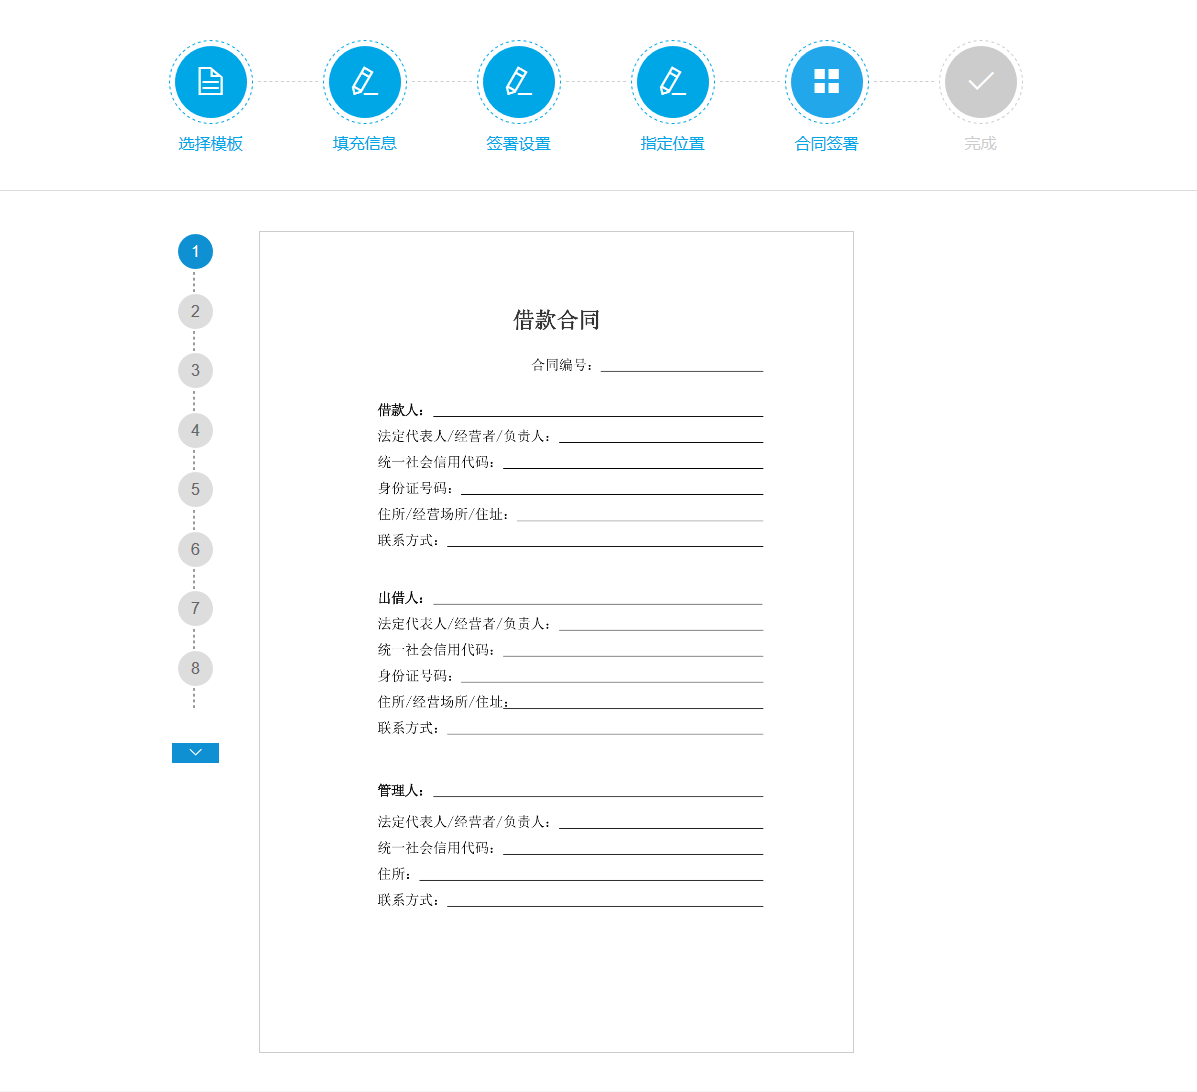 选择模板 填充信息 签署设置 指定位置 合同签署 完成
1
2
3
4
5
6
7
8
借款合同
合同编号：
借款人：
法定代表人/经营者/负责人：
统一社会信用代码：
身份证号码：
住所/经营场所/住址：
联系方式：
出借人：
法定代表人/经营者/负责人：
统一社会信用代码：
身份证号码：
住所/经营场所/住址：
联系方式：
管理人：
法定代表人/经营者/负责人：
统一社会信用代码：
住所：
联系方式：